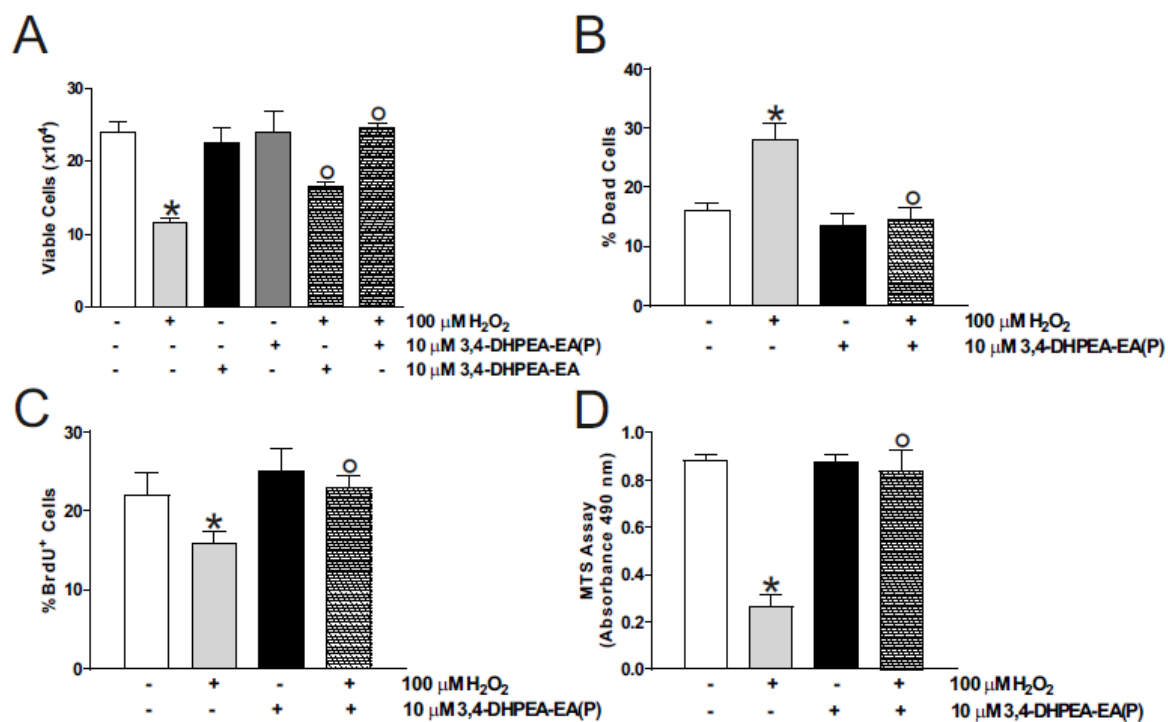 A
Viable Cells (x10⁴)
30
20
10
0
*
o
o
- + - - + + 100 µM H₂O₂
- - - + - + 10 µM 3,4-DHPEA-EA(P)
- - + - + - 10 µM 3,4-DHPEA-EA
B
% Dead Cells
40
30
20
10
0
*
o
- + - + 100 µM H₂O₂
- - + + 10 µM 3,4-DHPEA-EA(P)
C
%BrdU⁺ Cells
30
20
10
0
*
o
- + - + 100 µM H₂O₂
- - + + 10 µM 3,4-DHPEA-EA(P)
D
MTS Assay
(Absorbance 490 nm)
1.0
0.8
0.6
0.4
0.2
0.0
*
o
- + - + 100 µM H₂O₂
- - + + 10 µM 3,4-DHPEA-EA(P)